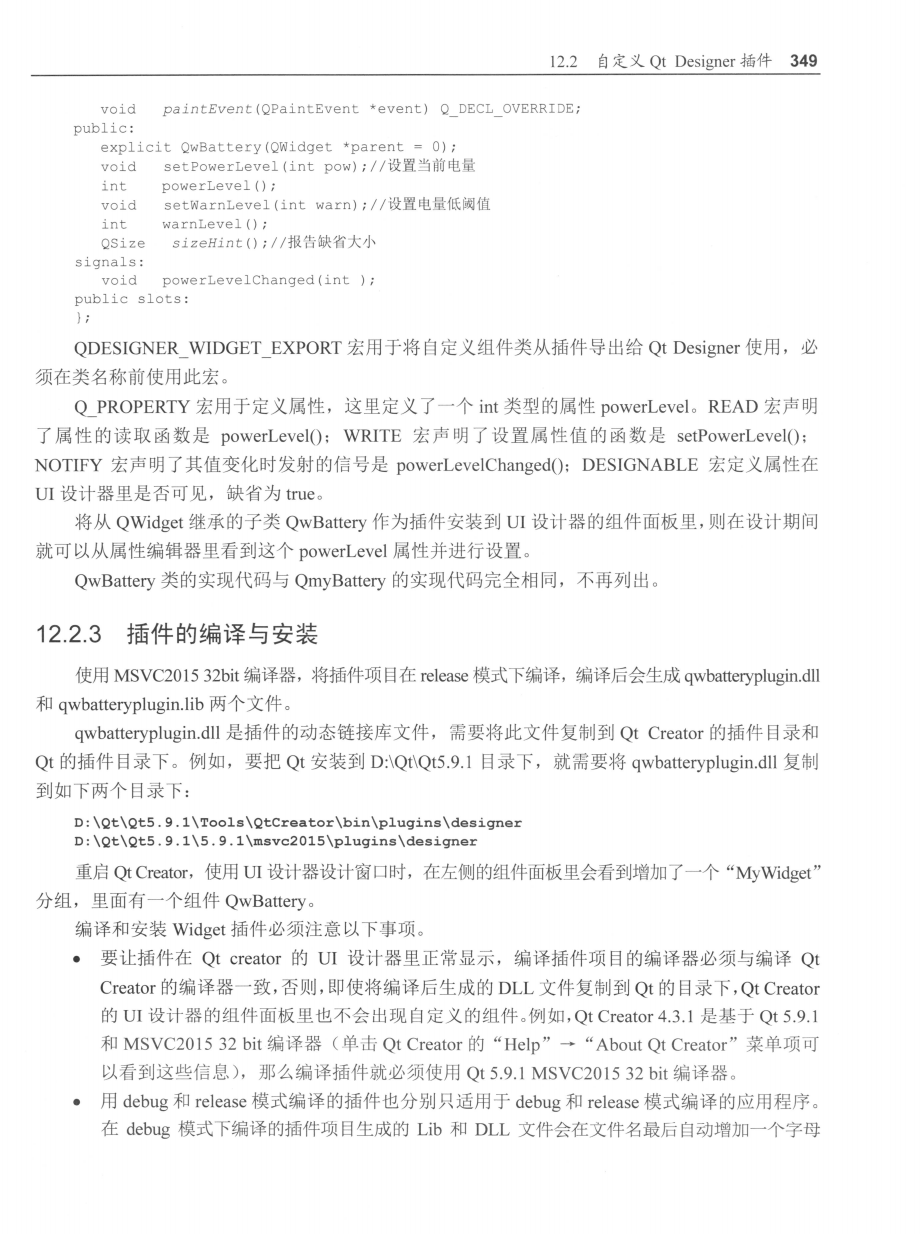 12.2 自定义 Qt Designer 插件 349
void paintEvent(QPaintEvent *event) Q_DECL_OVERRIDE;
public:
explicit QwBattery(QWidget *parent = 0);
void setPowerLevel(int pow);//设置当前电量
int powerLevel();
void setWarnLevel(int warn);//设置电量低阈值
int warnLevel();
QSize sizeHint();//报告缺省大小
signals:
void powerLevelChanged(int );
public slots:
};
QDESIGNER_WIDGET_EXPORT 宏用于将自定义组件类从插件导出给 Qt Designer 使用，必
须在类名称前使用此宏。
Q_PROPERTY 宏用于定义属性，这里定义了一个 int 类型的属性 powerLevel。READ 宏声明
了属性的读取函数是 powerLevel()；WRITE 宏声明了设置属性值的函数是 setPowerLevel()；
NOTIFY 宏声明了其值变化时发射的信号是 powerLevelChanged()；DESIGNABLE 宏定义属性在
UI 设计器里是否可见，缺省为 true。
将从 QWidget 继承的子类 QwBattery 作为插件安装到 UI 设计器的组件面板里，则在设计期间
就可以从属性编辑器里看到这个 powerLevel 属性并进行设置。
QwBattery 类的实现代码与 QmyBattery 的实现代码完全相同，不再列出。
12.2.3 插件的编译与安装
使用 MSVC2015 32bit 编译器，将插件项目在 release 模式下编译，编译后会生成 qwbatteryplugin.dll
和 qwbatteryplugin.lib 两个文件。
qwbatteryplugin.dll 是插件的动态链接库文件，需要将此文件复制到 Qt Creator 的插件目录和
Qt 的插件目录下。例如，要把 Qt 安装到 D:\Qt\Qt5.9.1 目录下，就需要将 qwbatteryplugin.dll 复制
到如下两个目录下：
D:\Qt\Qt5.9.1\Tools\QtCreator\bin\plugins\designer
D:\Qt\Qt5.9.1\5.9.1\msvc2015\plugins\designer
重启 Qt Creator，使用 UI 设计器设计窗口时，在左侧的组件面板里会看到增加了一个“MyWidget”
分组，里面有一个组件 QwBattery。
编译和安装 Widget 插件必须注意以下事项。
● 要让插件在 Qt creator 的 UI 设计器里正常显示，编译插件项目的编译器必须与编译 Qt
Creator 的编译器一致，否则，即使将编译后生成的 DLL 文件复制到 Qt 的目录下，Qt Creator
的 UI 设计器的组件面板里也不会出现自定义的组件。例如，Qt Creator 4.3.1 是基于 Qt 5.9.1
和 MSVC2015 32 bit 编译器（单击 Qt Creator 的“Help”→“About Qt Creator”菜单项可
以看到这些信息），那么编译插件就必须使用 Qt 5.9.1 MSVC2015 32 bit 编译器。
● 用 debug 和 release 模式编译的插件也分别只适用于 debug 和 release 模式编译的应用程序。
在 debug 模式下编译的插件项目生成的 Lib 和 DLL 文件会在文件名最后自动增加一个字母